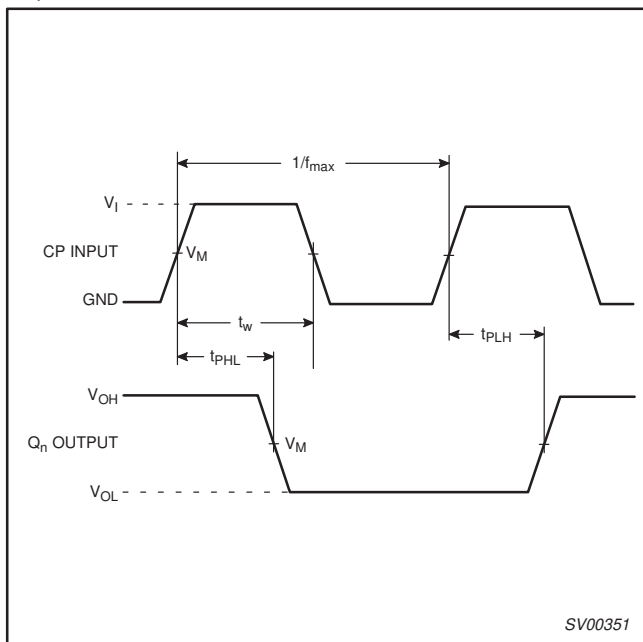 1/fmax
VI
CP INPUT
VM
GND
tw
tPHL
tPLH
VOH
Qn OUTPUT
VM
VOL
SV00351